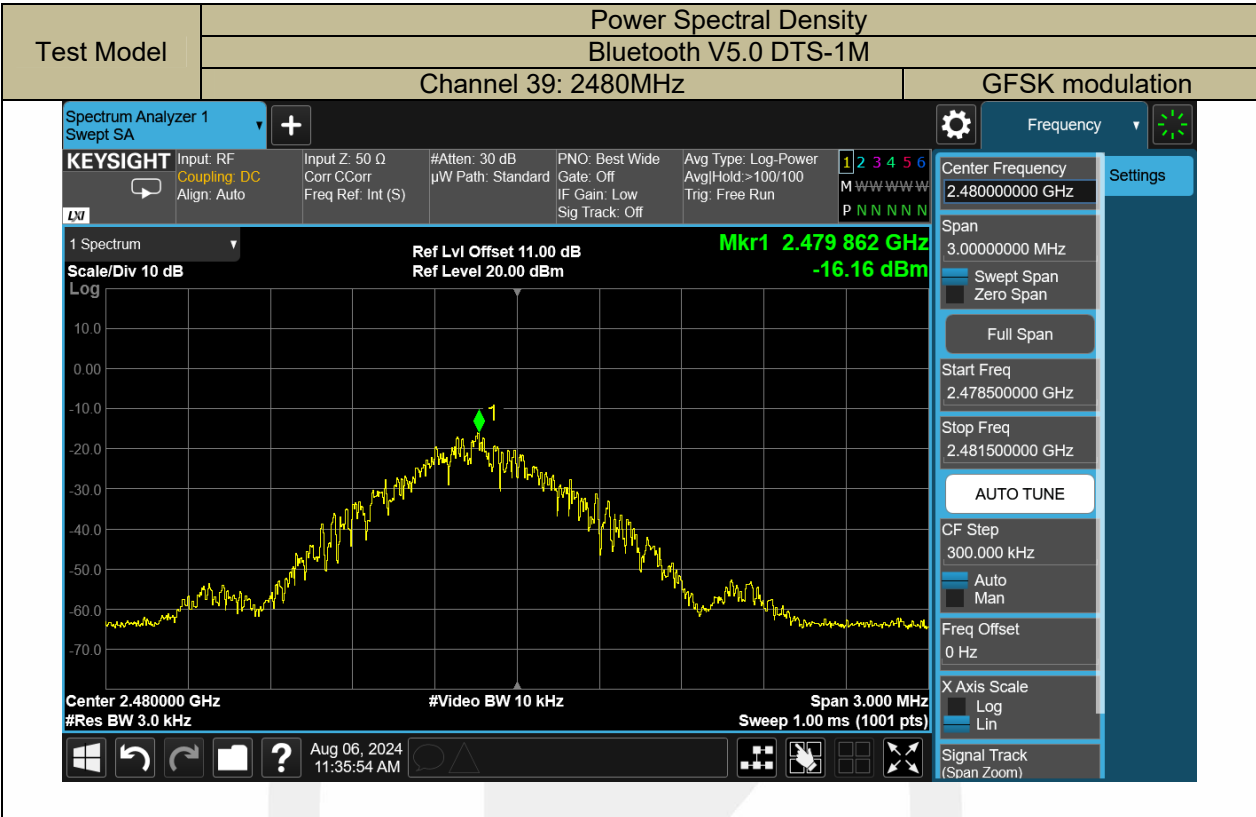 Test Model
Power Spectral Density
Bluetooth V5.0 DTS-1M
Channel 39: 2480MHz
GFSK modulation
Spectrum Analyzer 1
Swept SA
Frequency
KEYSIGHT
LXI
Input: RF
Coupling: DC
Align: Auto
Input Z: 50 Ω
Corr CCorr
Freq Ref: Int (S)
#Atten: 30 dB
µW Path: Standard
PNO: Best Wide
Gate: Off
IF Gain: Low
Sig Track: Off
Avg Type: Log-Power
Avg|Hold:>100/100
Trig: Free Run
1 2 3 4 5 6
M W W W W W
P N N N N N
1 Spectrum
Scale/Div 10 dB
Log
Ref Lvl Offset 11.00 dB
Ref Level 20.00 dBm
Mkr1 2.479 862 GHz
-16.16 dBm
10.0
0.00
-10.0
-20.0
-30.0
-40.0
-50.0
-60.0
-70.0
1
Center 2.480000 GHz
#Res BW 3.0 kHz
#Video BW 10 kHz
Span 3.000 MHz
Sweep 1.00 ms (1001 pts)
Aug 06, 2024
11:35:54 AM
?
Center Frequency
2.480000000 GHz
Settings
Span
3.00000000 MHz
Swept Span
Zero Span
Full Span
Start Freq
2.478500000 GHz
Stop Freq
2.481500000 GHz
AUTO TUNE
CF Step
300.000 kHz
Auto
Man
Freq Offset
0 Hz
X Axis Scale
Log
Lin
Signal Track
(Span Zoom)